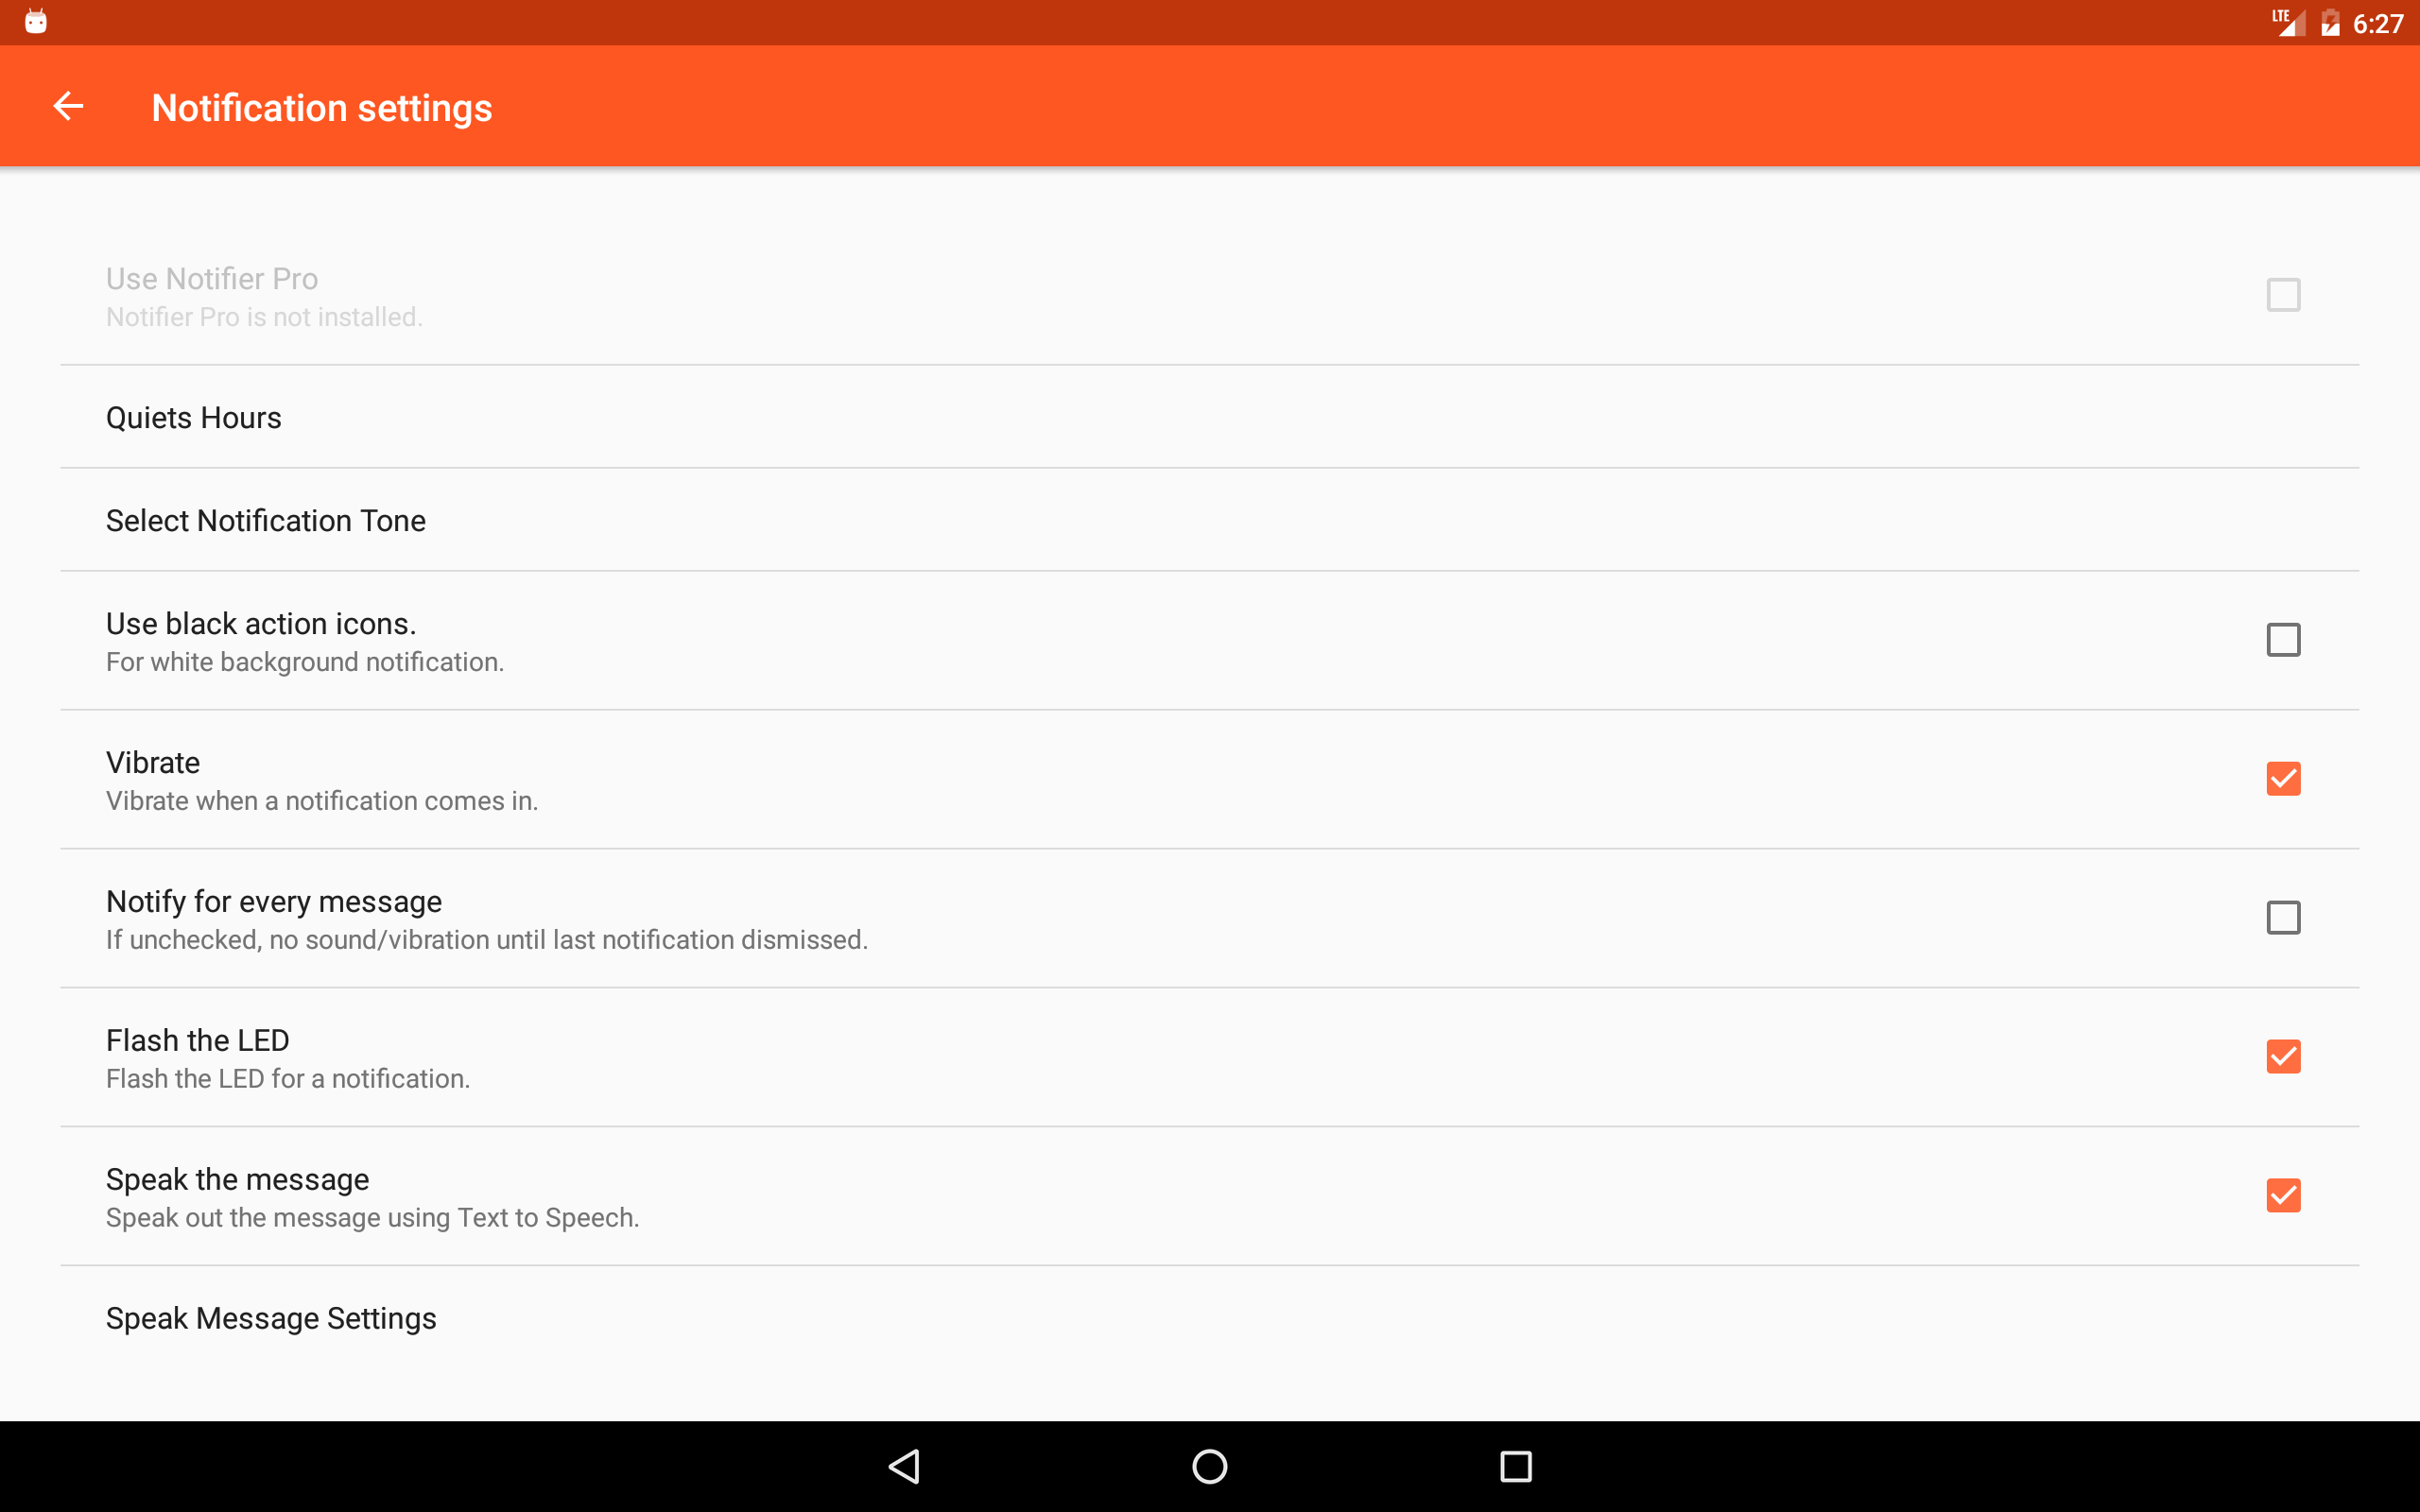 LTE 6:27
Notification settings
Use Notifier Pro
Notifier Pro is not installed.
Quiets Hours
Select Notification Tone
Use black action icons.
For white background notification.
Vibrate
Vibrate when a notification comes in.
Notify for every message
If unchecked, no sound/vibration until last notification dismissed.
Flash the LED
Flash the LED for a notification.
Speak the message
Speak out the message using Text to Speech.
Speak Message Settings